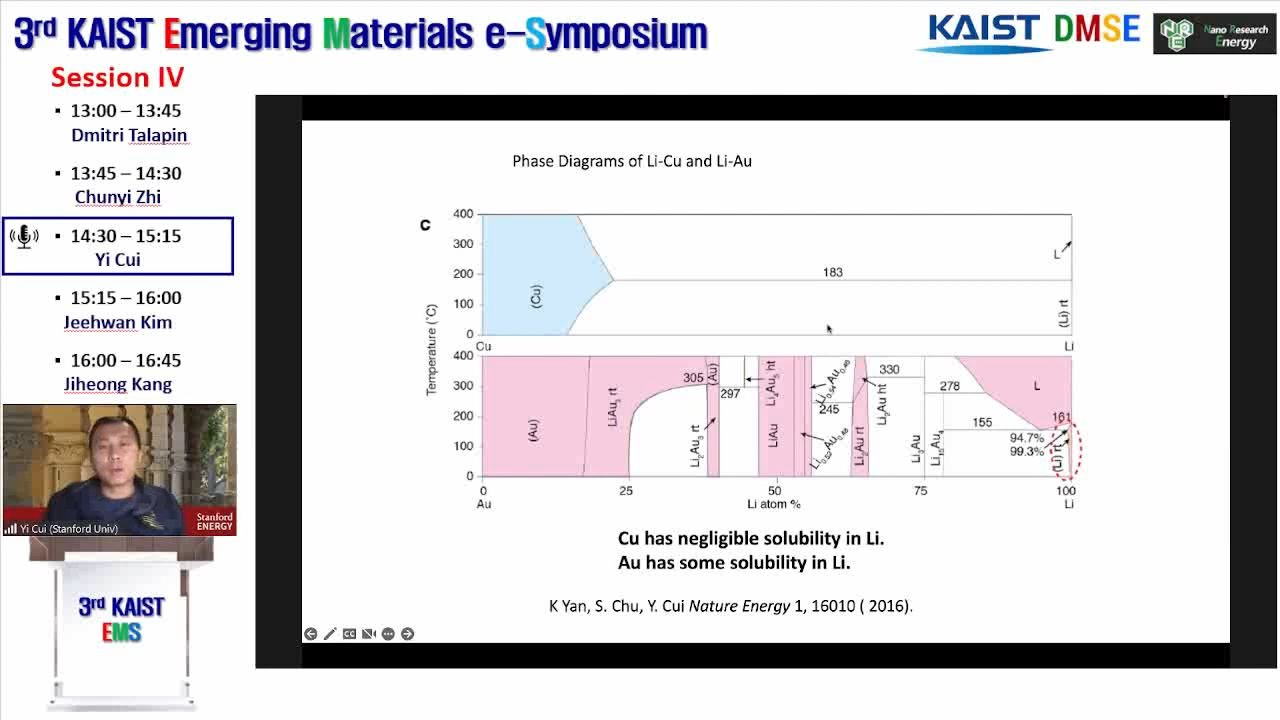 3rd KAIST Emerging Materials e-Symposium
KAIST DMSE
Nano Research
Energy
Session IV
▪ 13:00 – 13:45
Dmitri Talapin
▪ 13:45 – 14:30
Chunyi Zhi
▪ 14:30 – 15:15
Yi Cui
▪ 15:15 – 16:00
Jeehwan Kim
▪ 16:00 – 16:45
Jiheong Kang
Yi Cui (Stanford Univ)
Stanford
ENERGY
3rd KAIST
EMS
Phase Diagrams of Li-Cu and Li-Au
c
Temperature (°C)
400
300
200
100
0
(Cu)
183
L
(Li) rt
Cu
Li
400
300
200
100
0
(Au)
LiAu3 rt
305
(Au)
297
Li2Au3 rt
Li4Au5 ht
LiAu
245
Li2Au rt
330
Li2Au ht
Li3Au
278
Li15Au4
155
L
161
94.7%
99.3%
(Li) rt
0
25
50
75
100
Au
Li atom %
Li
Cu has negligible solubility in Li.
Au has some solubility in Li.
K Yan, S. Chu, Y. Cui Nature Energy 1, 16010 ( 2016).
CC